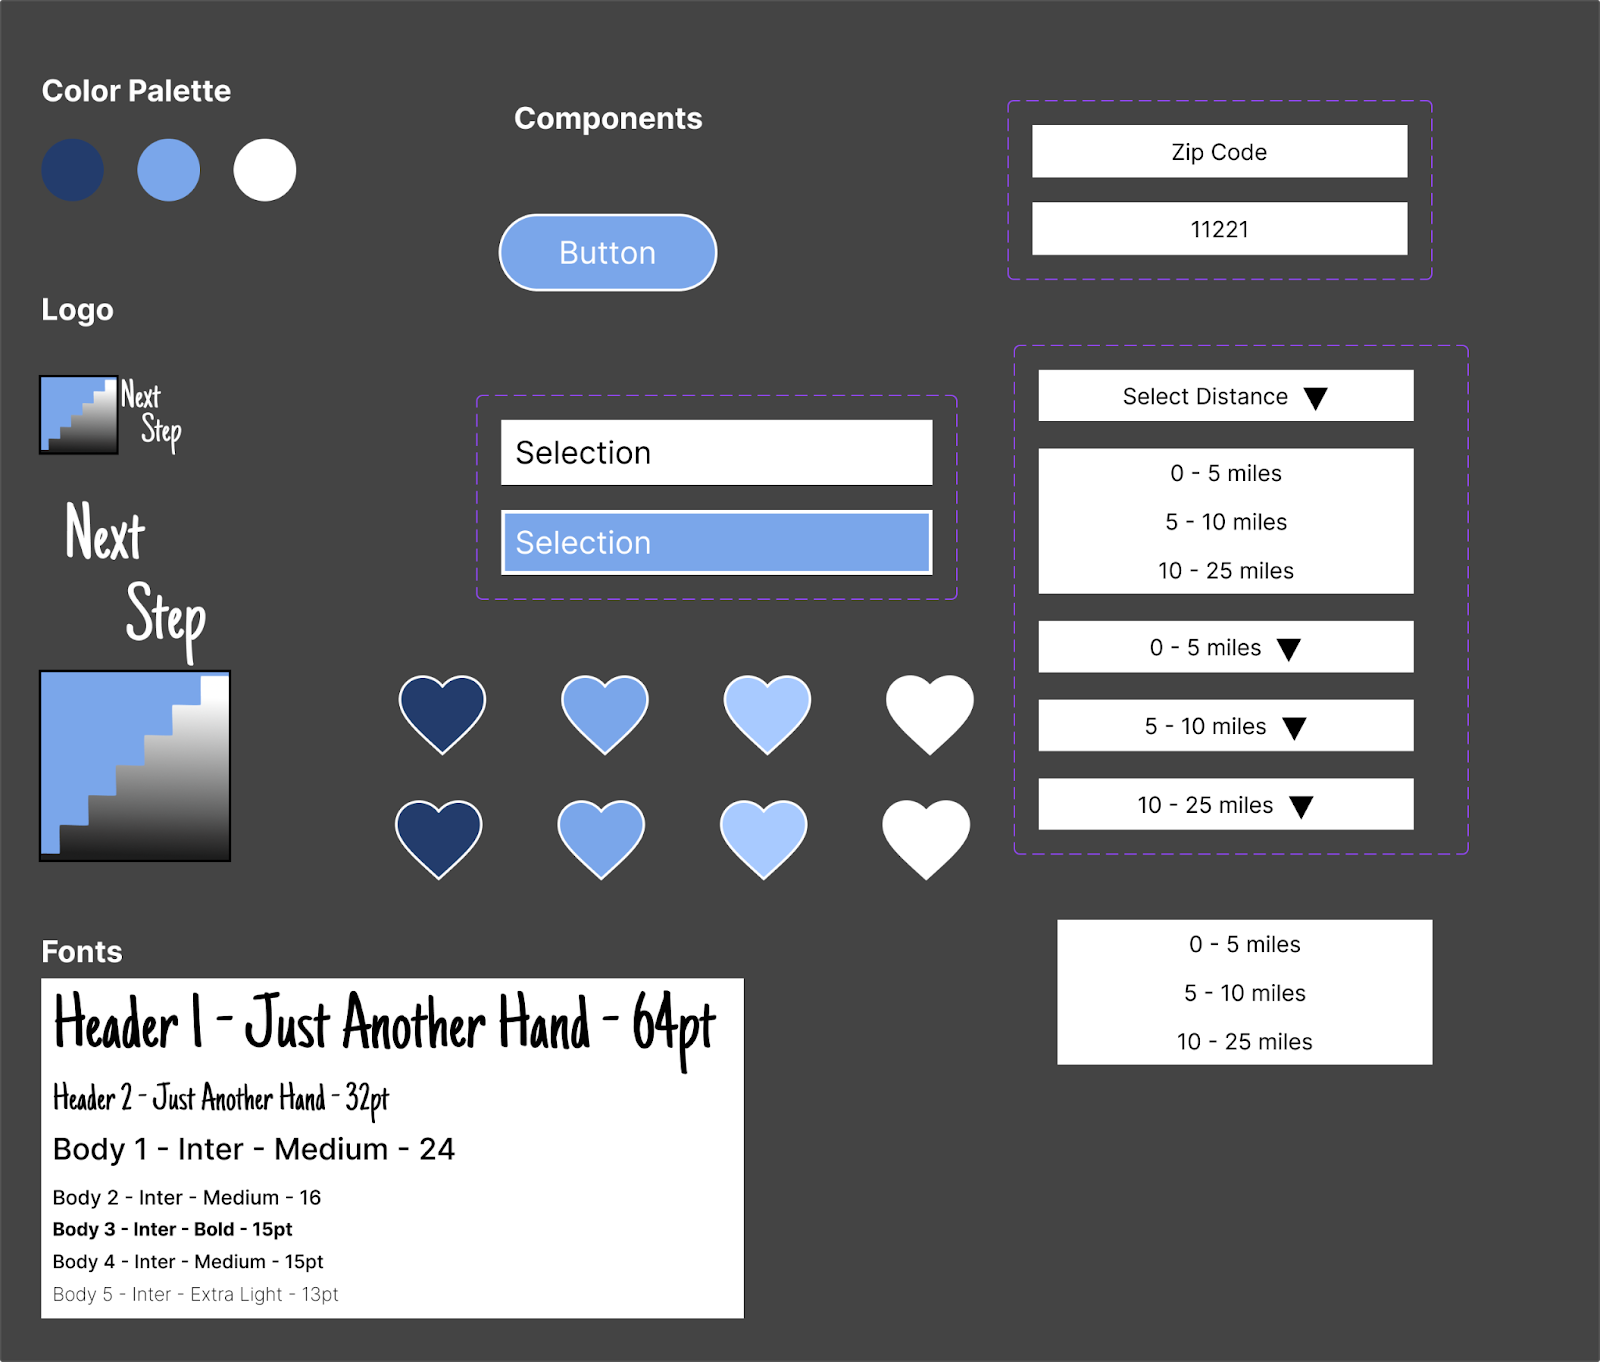 Color Palette
Components
Button
Logo
Next
Step
Next
Step
Selection
Selection
Zip Code
11221
Select Distance ▼
0 - 5 miles
5 - 10 miles
10 - 25 miles
0 - 5 miles ▼
5 - 10 miles ▼
10 - 25 miles ▼
0 - 5 miles
5 - 10 miles
10 - 25 miles
Fonts
Header 1 - Just Another Hand - 64pt
Header 2 - Just Another Hand - 32pt
Body 1 - Inter - Medium - 24
Body 2 - Inter - Medium - 16
Body 3 - Inter - Bold - 15pt
Body 4 - Inter - Medium - 15pt
Body 5 - Inter - Extra Light - 13pt